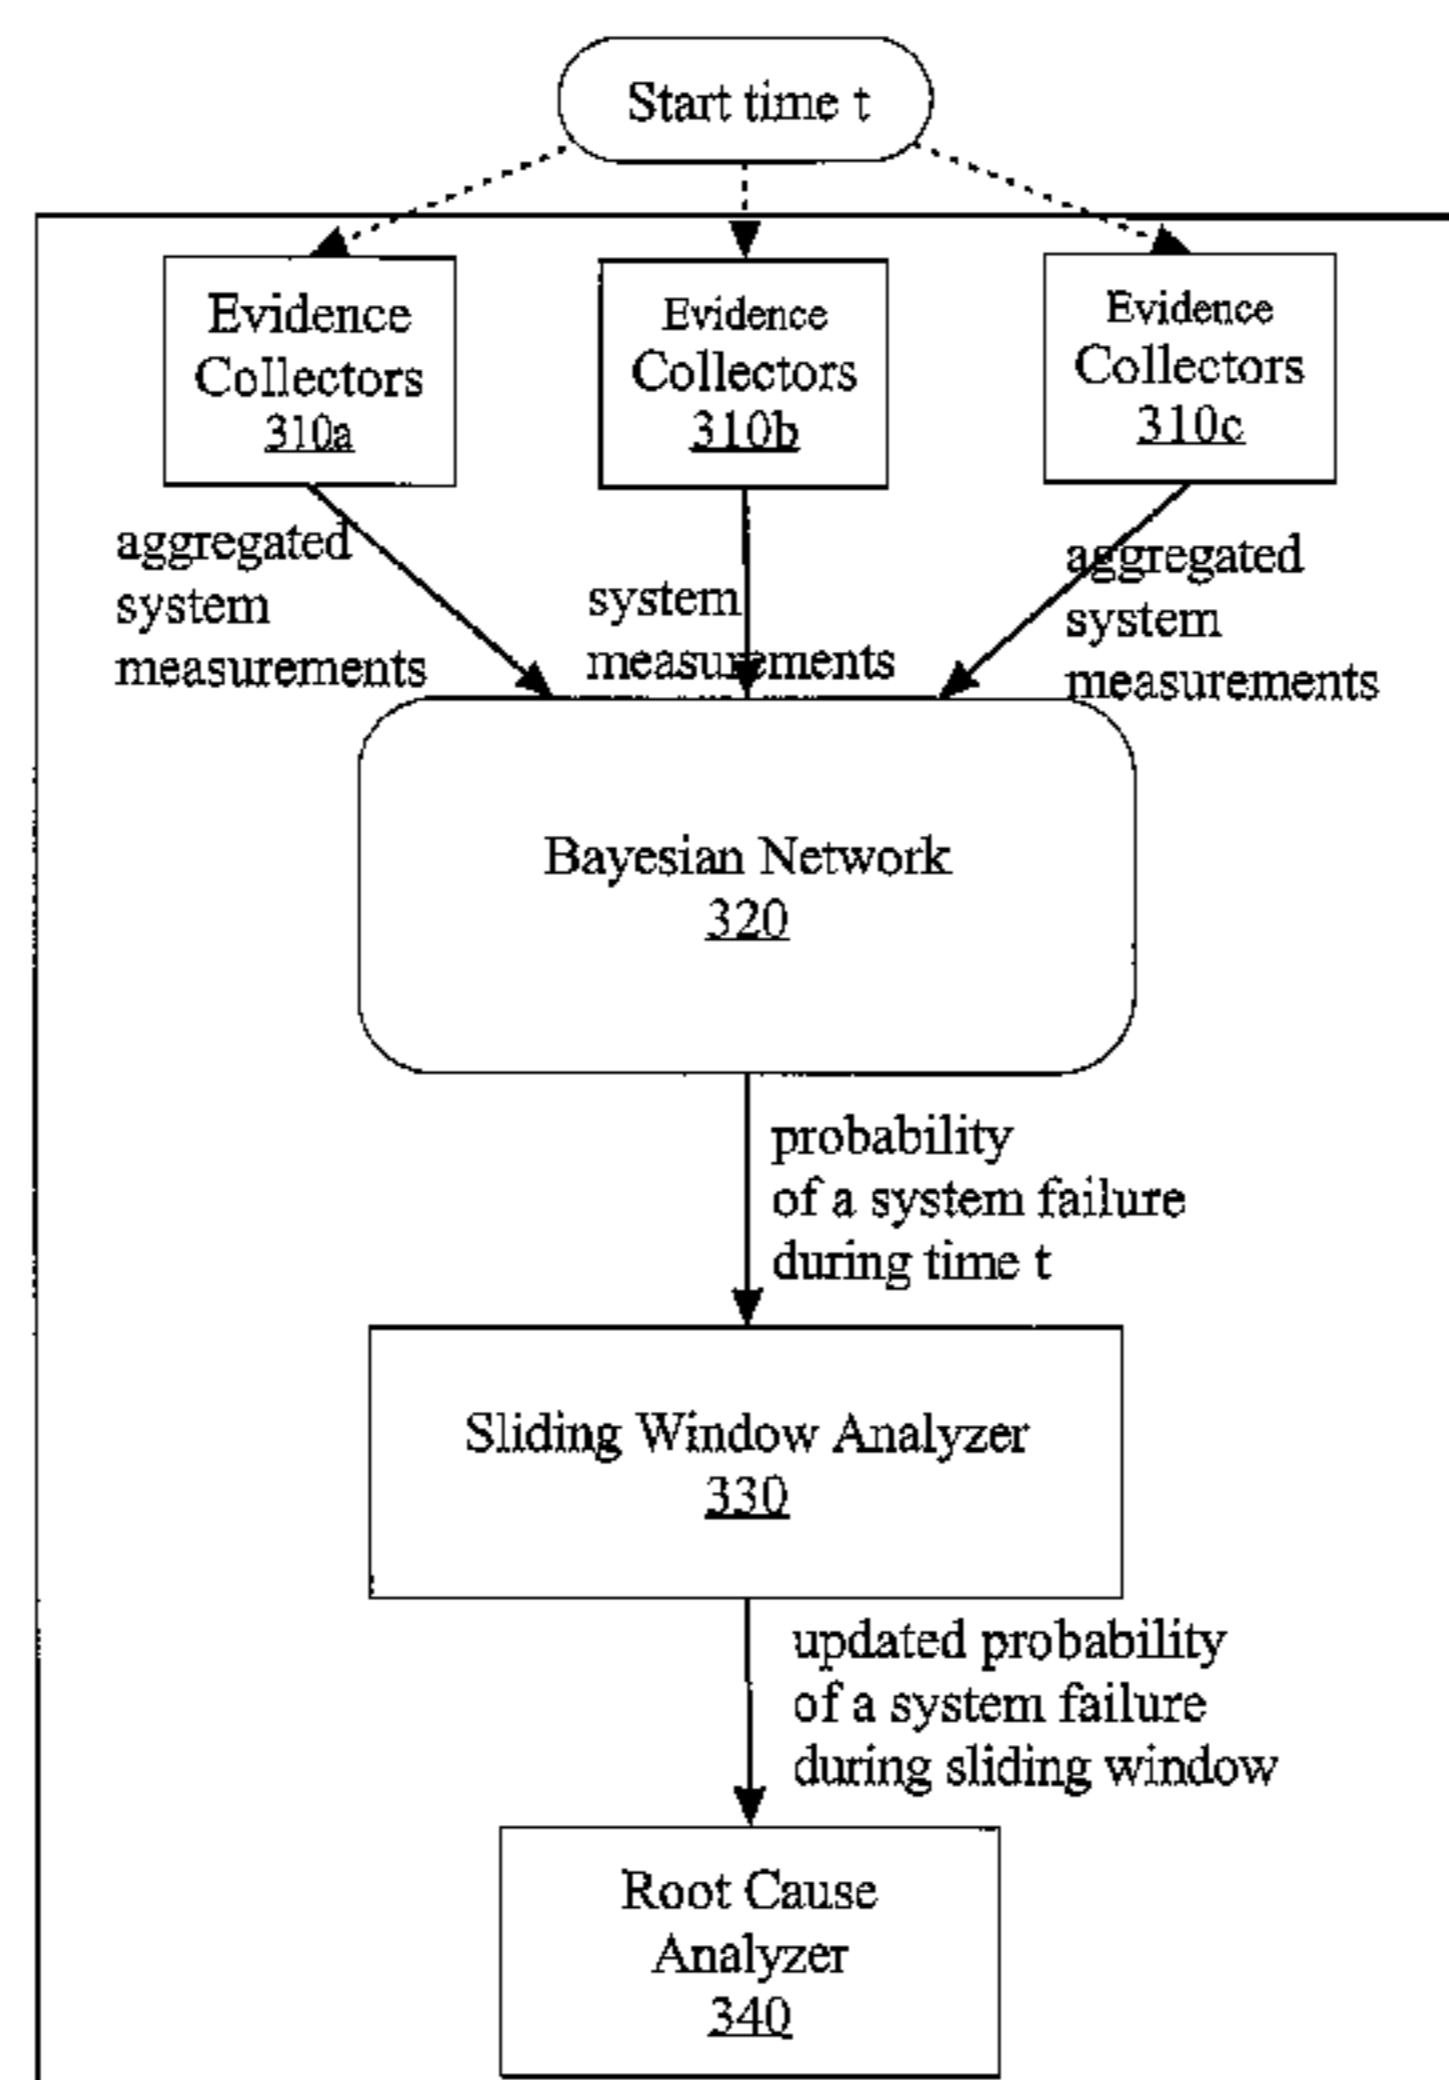 Start time t
Evidence
Collectors
310a
Evidence
Collectors
310b
Evidence
Collectors
310c
aggregated
system
measurements
system
measurements
aggregated
system
measurements
Bayesian Network
320
probability
of a system failure
during time t
Sliding Window Analyzer
330
updated probability
of a system failure
during sliding window
Root Cause
Analyzer
340